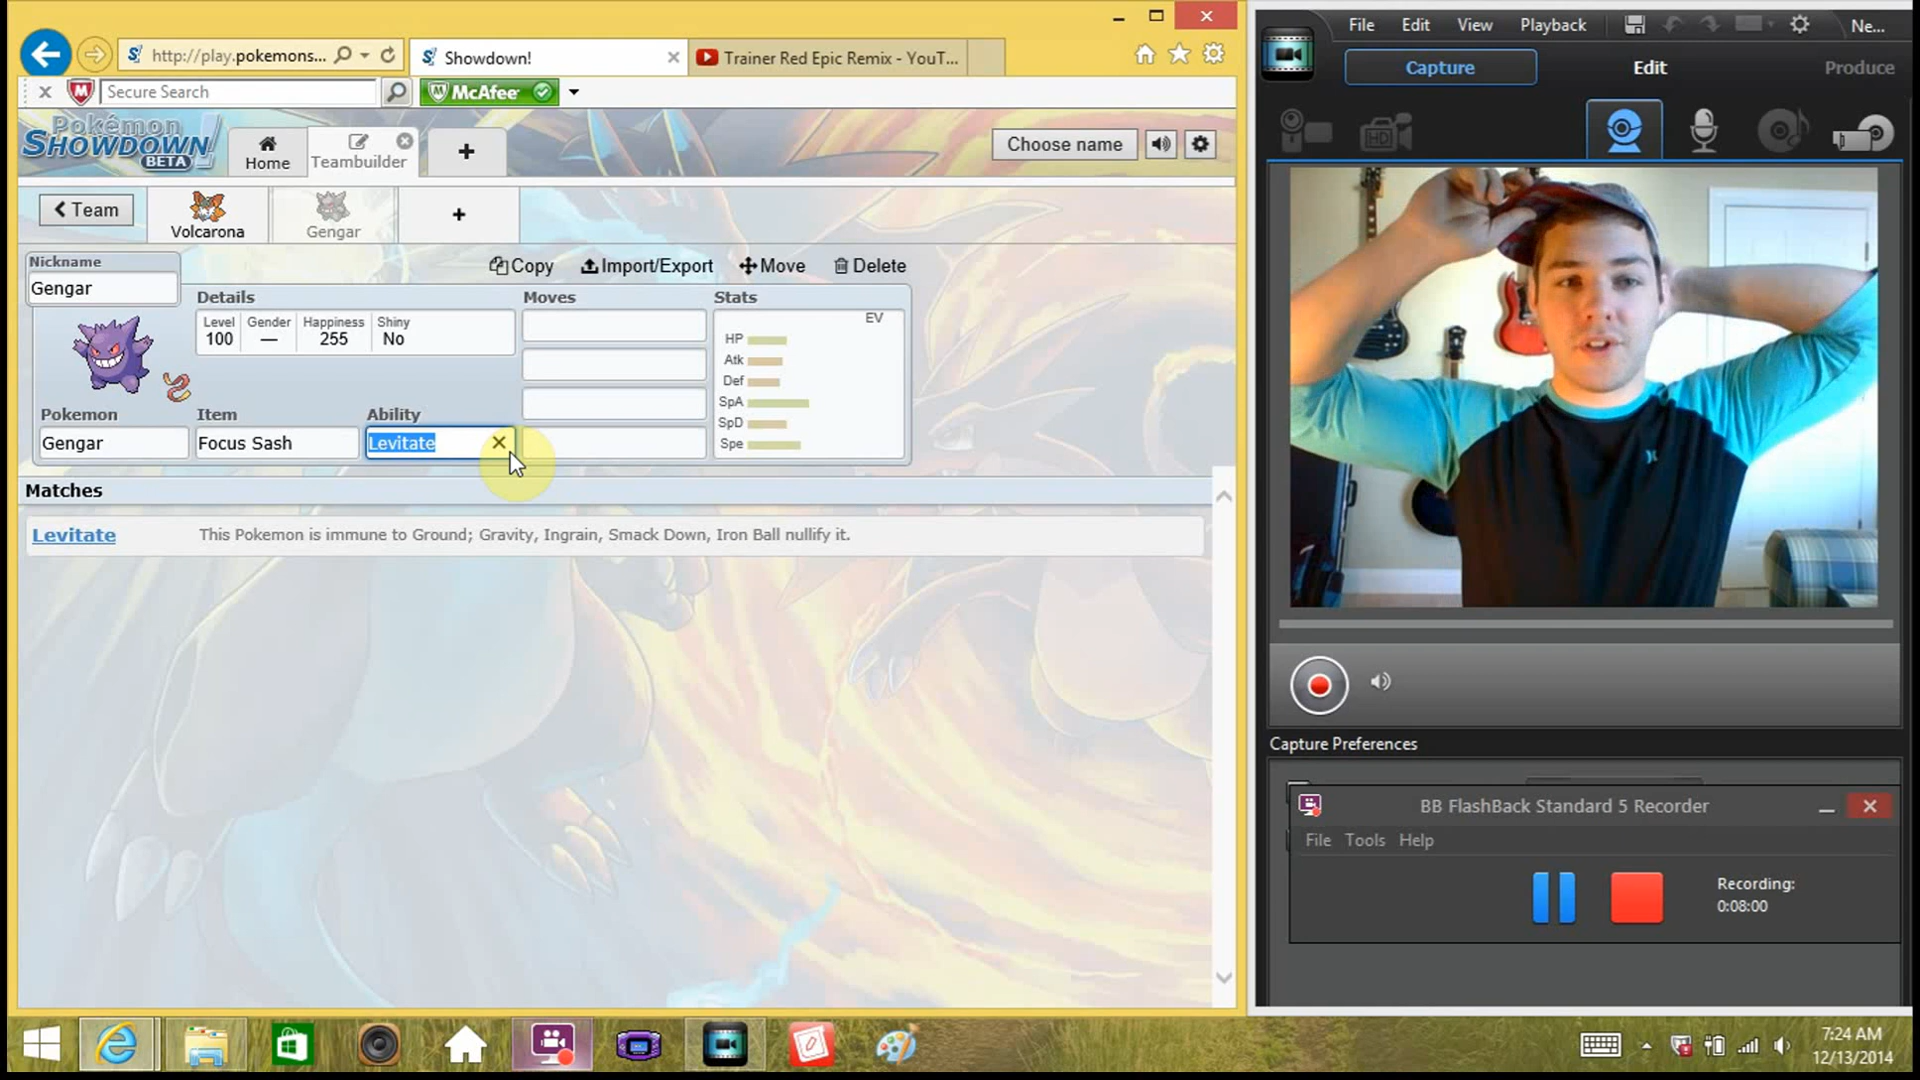 http://play.pokemons...
Showdown!
Trainer Red Epic Remix - YouT...
Secure Search
McAfee
Pokémon
SHOWDOWN!
BETA
Home
Teambuilder
+
Choose name
< Team
Volcarona
Gengar
+
Nickname
Gengar
Copy
Import/Export
Move
Delete
Details
Moves
Stats
Level
Gender
Happiness
Shiny
100
—
255
No
EV
HP
Atk
Def
SpA
SpD
Spe
Pokemon
Item
Ability
Gengar
Focus Sash
Levitate
Matches
Levitate
This Pokemon is immune to Ground; Gravity, Ingrain, Smack Down, Iron Ball nullify it.
File
Edit
View
Playback
Ne...
Capture
Edit
Produce
HD
Capture Preferences
BB FlashBack Standard 5 Recorder
File
Tools
Help
Recording:
0:08:00
7:24 AM
12/13/2014